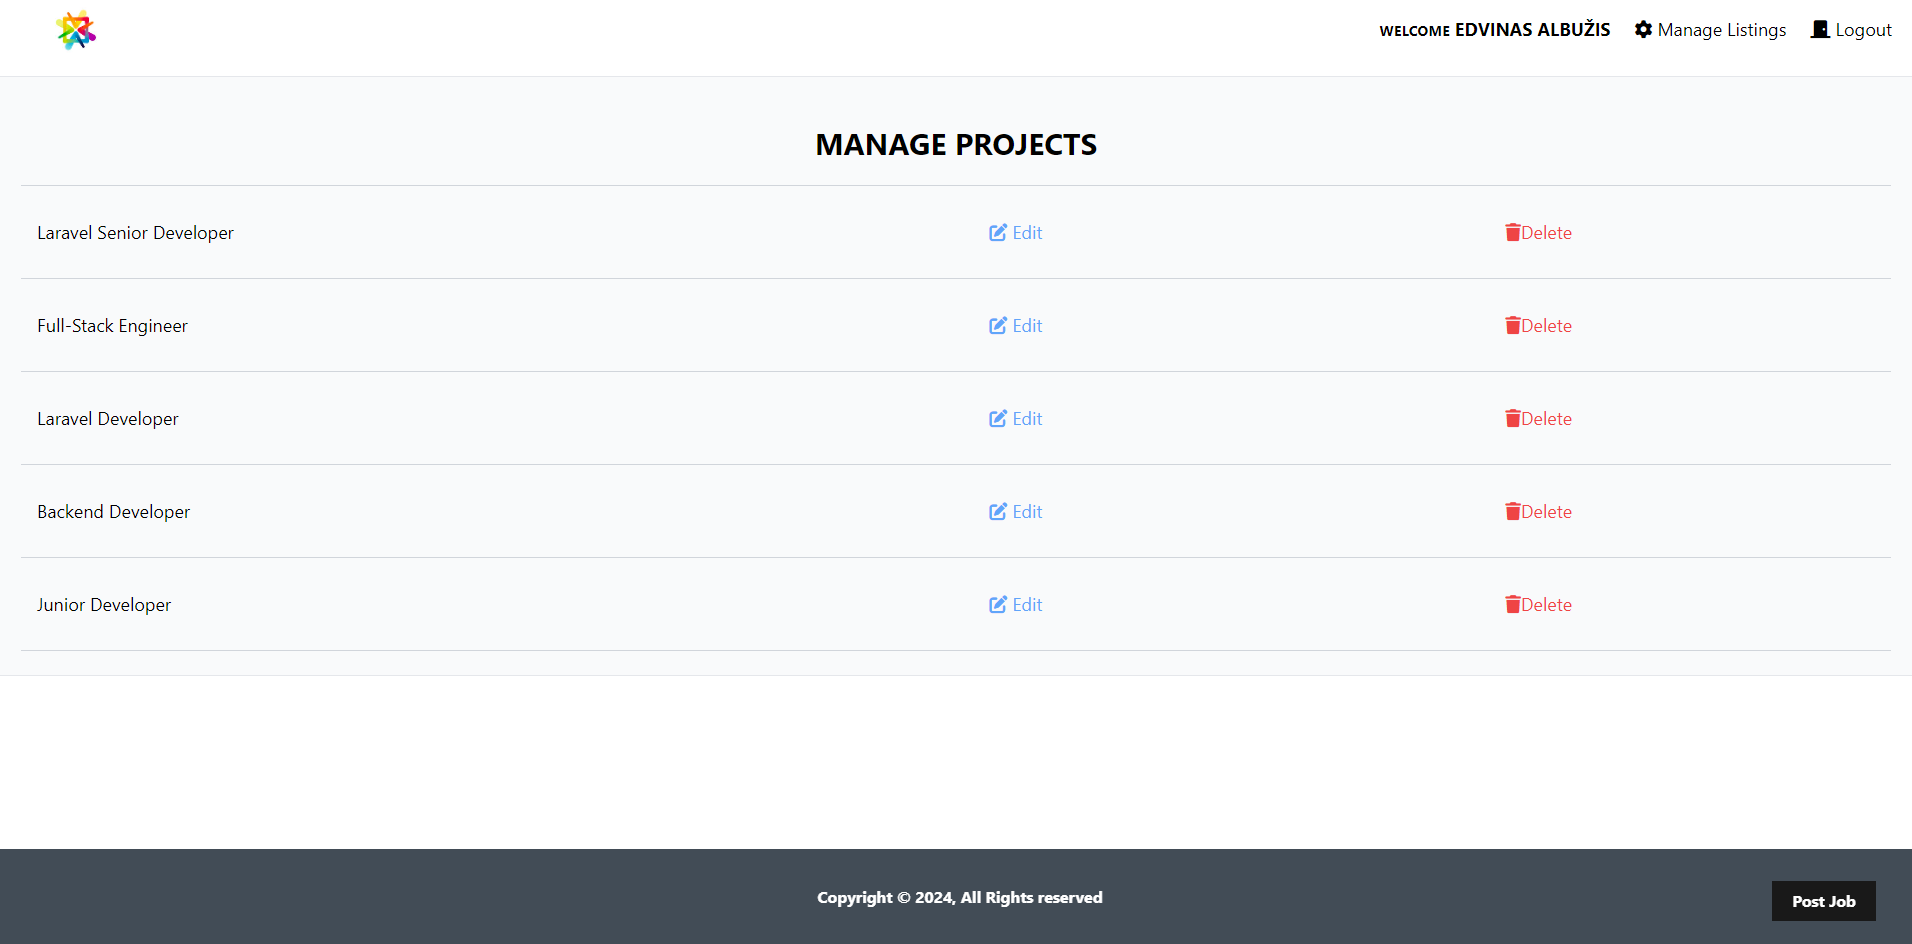 WELCOME EDVINAS ALBUŽIS Manage Listings Logout
MANAGE PROJECTS
Laravel Senior Developer Edit Delete
Full-Stack Engineer Edit Delete
Laravel Developer Edit Delete
Backend Developer Edit Delete
Junior Developer Edit Delete
Copyright © 2024, All Rights reserved
Post Job